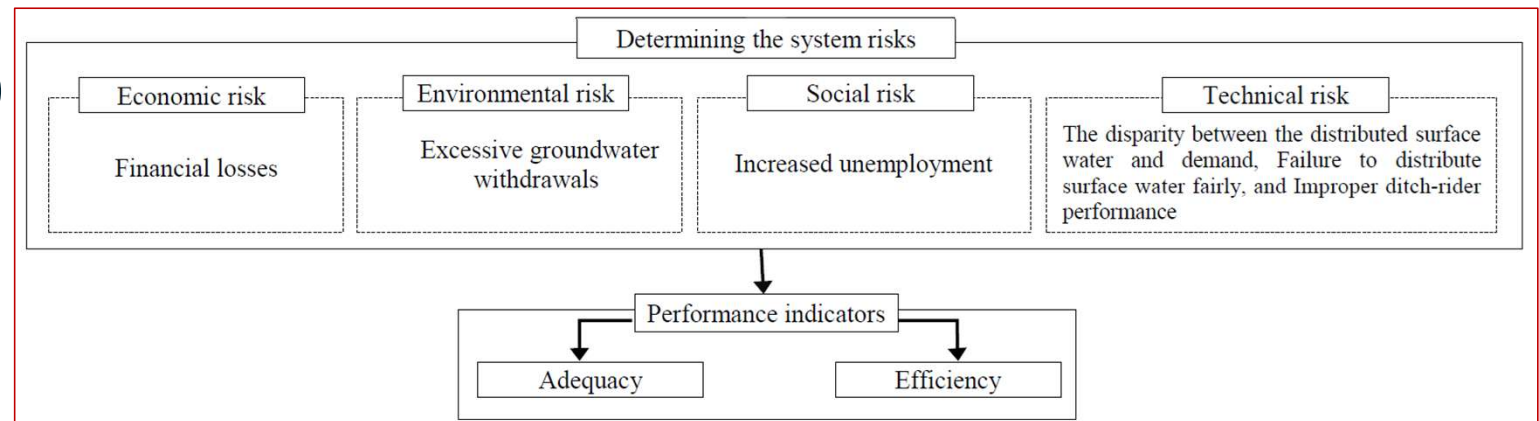 Determining the system risks
Economic risk
Financial losses
Environmental risk
Excessive groundwater
withdrawals
Social risk
Increased unemployment
Technical risk
The disparity between the distributed surface
water and demand, Failure to distribute
surface water fairly, and Improper ditch-rider
performance
Performance indicators
Adequacy
Efficiency